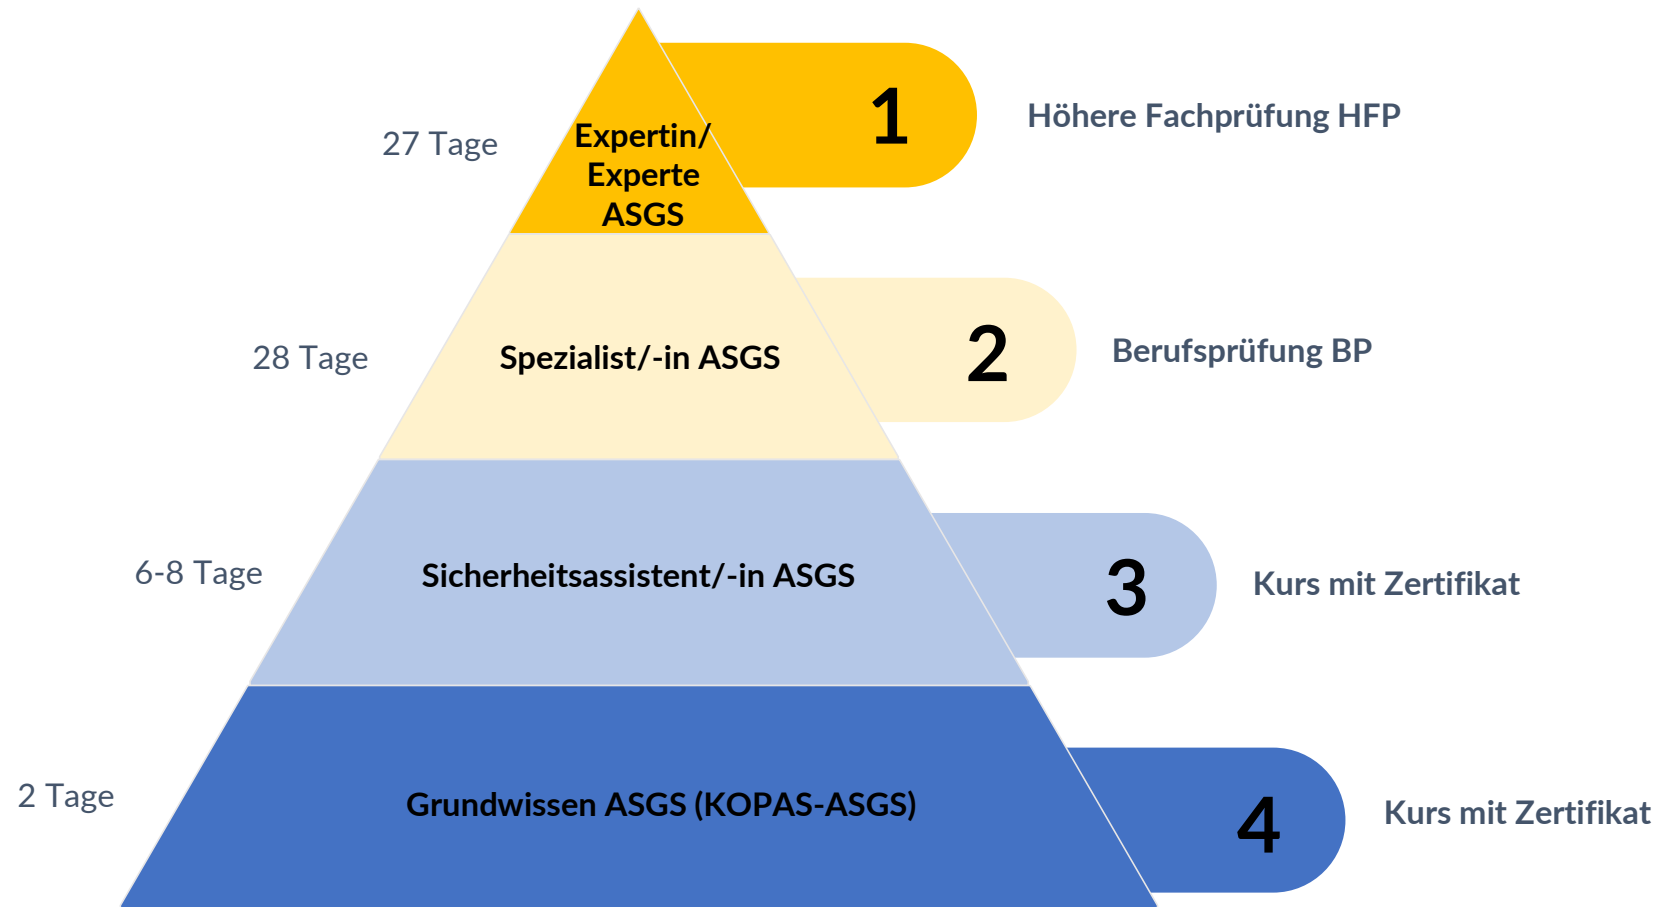 27 Tage
Expertin/
Experte
ASGS
1
Höhere Fachprüfung HFP
28 Tage
Spezialist/-in ASGS
2
Berufsprüfung BP
6-8 Tage
Sicherheitsassistent/-in ASGS
3
Kurs mit Zertifikat
2 Tage
Grundwissen ASGS (KOPAS-ASGS)
4
Kurs mit Zertifikat